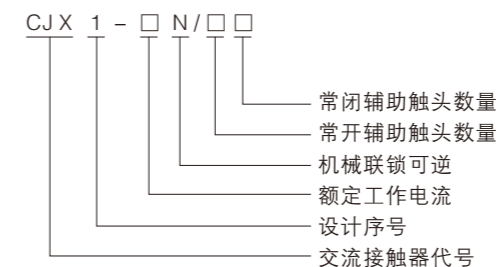 CJX 1 - □ N / □ □
常闭辅助触头数量
常开辅助触头数量
机械联锁可逆
额定工作电流
设计序号
交流接触器代号